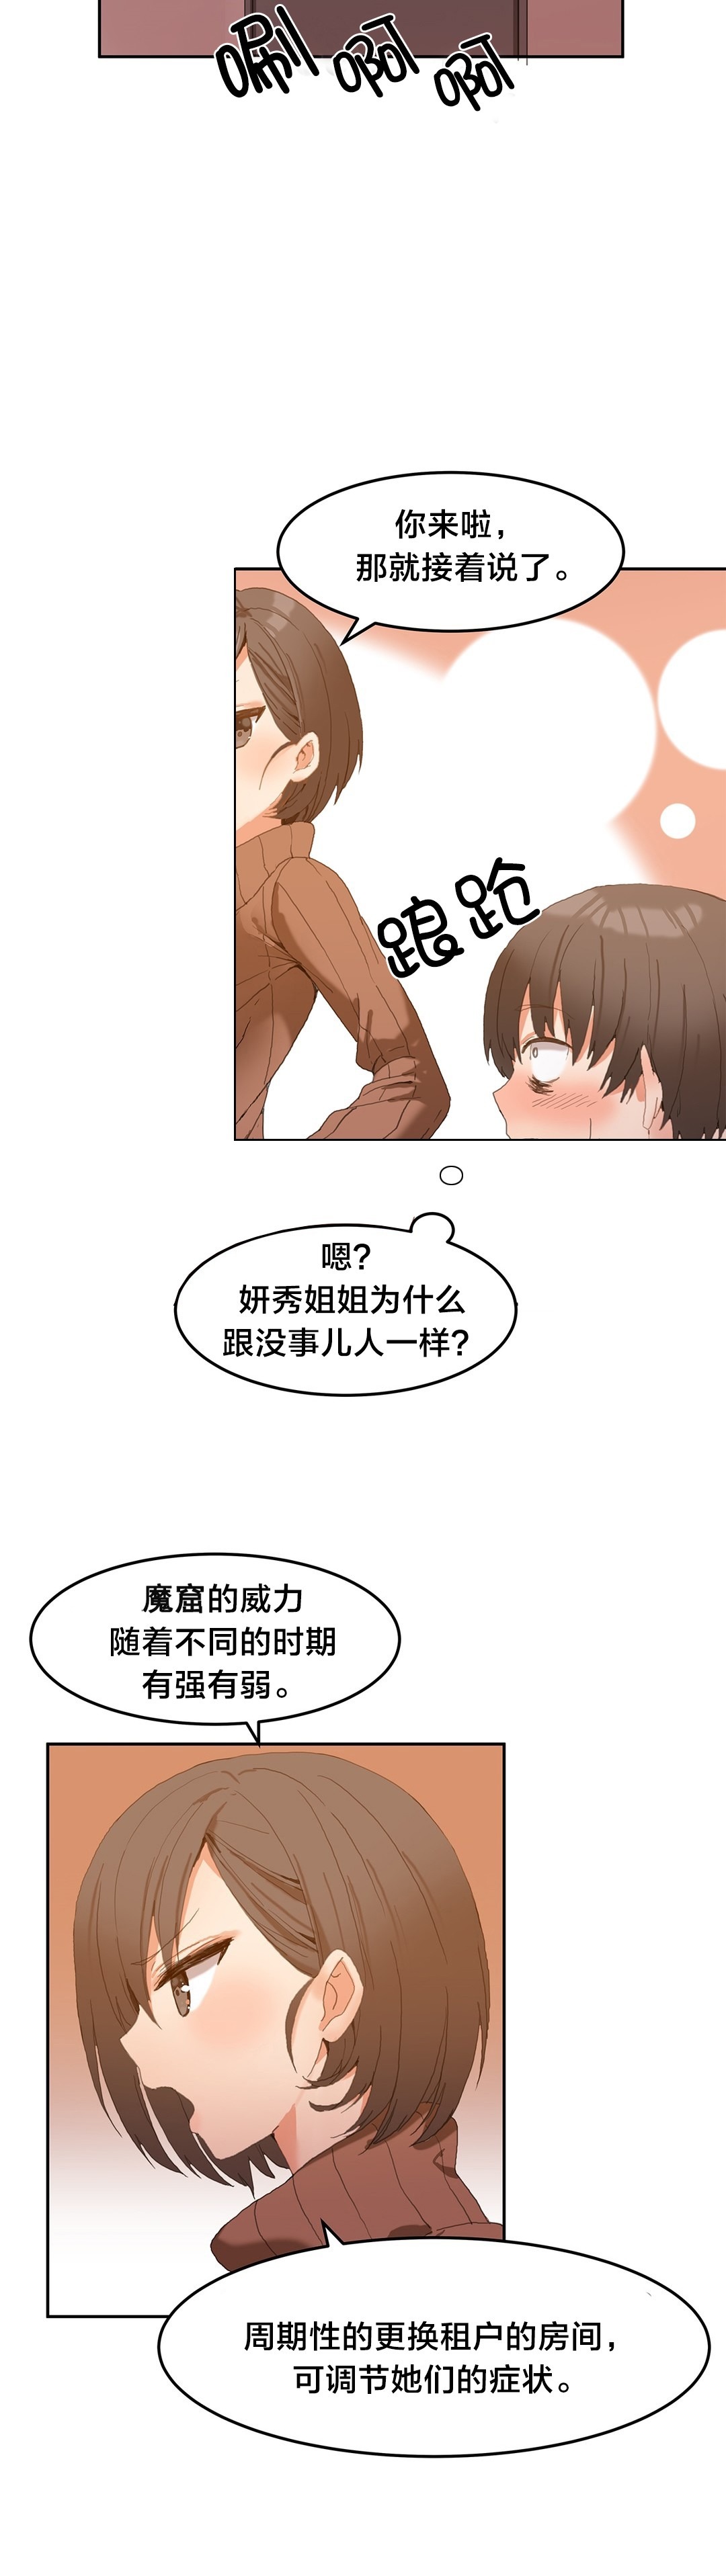 唰 啊 啊
你来啦，
那就接着说了。
踉跄
嗯？
妍秀姐姐为什么
跟没事儿人一样？
魔窟的威力
随着不同的时期
有强有弱。
周期性的更换租户的房间，
可调节她们的症状。